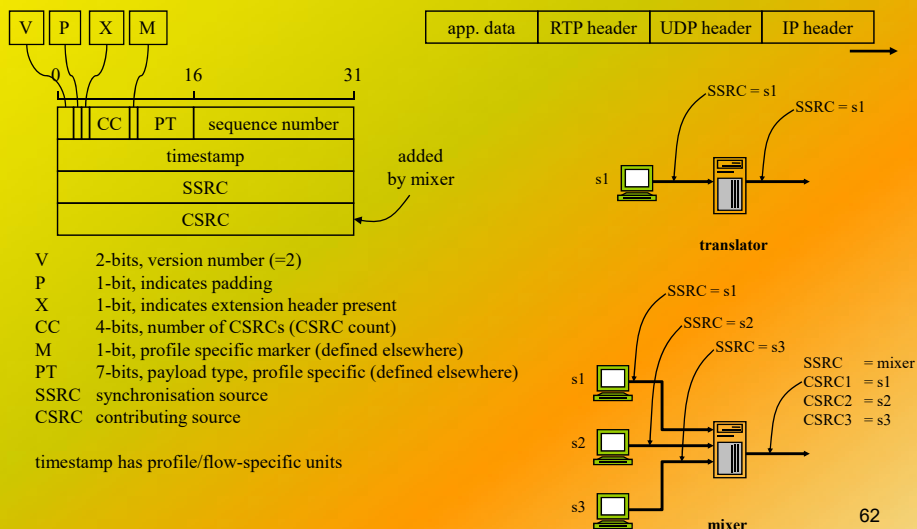 V P X M
0 16 31
CC PT sequence number
timestamp
SSRC
CSRC
added
by mixer
V 2-bits, version number (=2)
P 1-bit, indicates padding
X 1-bit, indicates extension header present
CC 4-bits, number of CSRCs (CSRC count)
M 1-bit, profile specific marker (defined elsewhere)
PT 7-bits, payload type, profile specific (defined elsewhere)
SSRC synchronisation source
CSRC contributing source
timestamp has profile/flow-specific units
app. data RTP header UDP header IP header
SSRC = s1
SSRC = s1
s1
translator
SSRC = s1
SSRC = s2
SSRC = s3
s1
s2
s3
SSRC = mixer
CSRC1 = s1
CSRC2 = s2
CSRC3 = s3
mixer
62